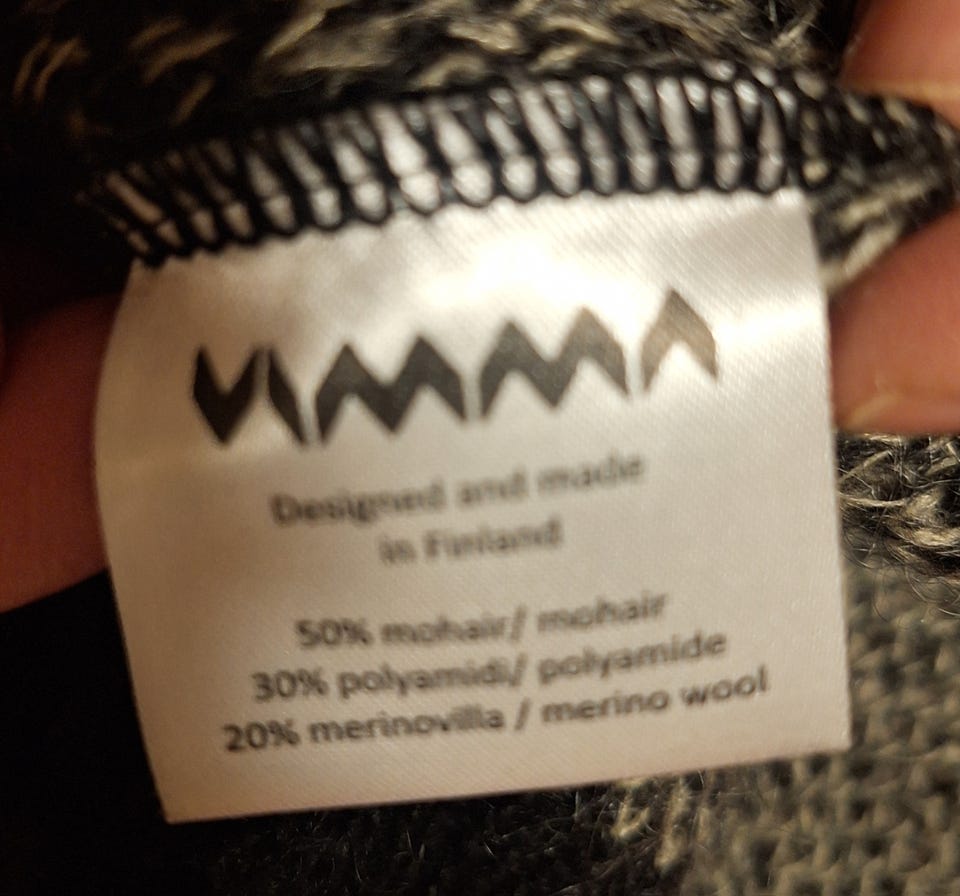 VIMMA
Designed and made
in Finland
50% mohair/ mohair
30% polyamidi/ polyamide
20% merinovilla / merino wool